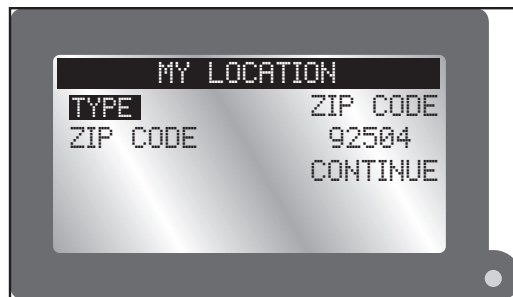 MY LOCATION
TYPE ZIP CODE
ZIP CODE 92504
CONTINUE